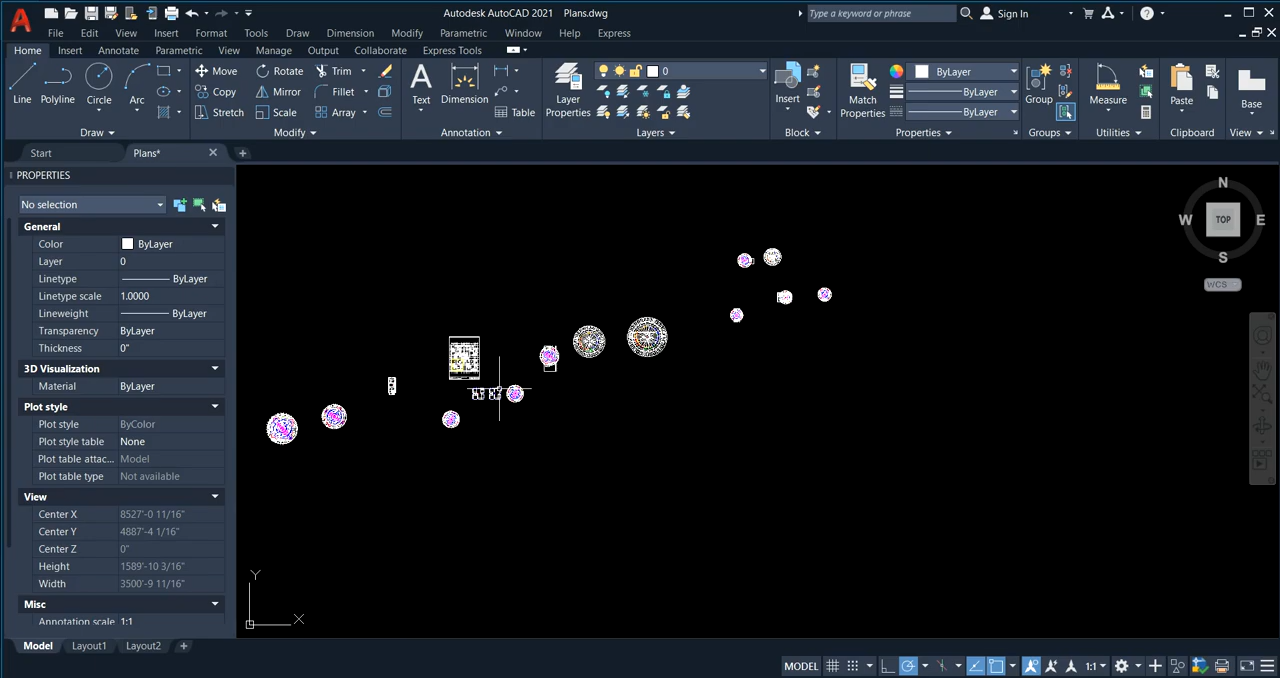 Autodesk AutoCAD 2021 Plans.dwg
Type a keyword or phrase
Sign In
File Edit View Insert Format Tools Draw Dimension Modify Parametric Window Help Express
Home Insert Annotate Parametric View Manage Output Collaborate Express Tools
Line Polyline Circle Arc
Move Rotate Trim
Copy Mirror Fillet
Stretch Scale Array
Text Dimension Table
Layer Properties
0
Insert
Match Properties
ByLayer
ByLayer
ByLayer
Group Measure Paste Base
Draw Modify Annotation Layers Block Properties Groups Utilities Clipboard View
Start Plans*
PROPERTIES
No selection
General
Color ByLayer
Layer 0
Linetype ByLayer
Linetype scale 1.0000
Lineweight ByLayer
Transparency ByLayer
Thickness 0"
3D Visualization
Material ByLayer
Plot style
Plot style ByColor
Plot style table None
Plot table attac... Model
Plot table type Not available
View
Center X 8527'-0 11/16"
Center Y 4887'-4 1/16"
Center Z 0"
Height 1589'-10 3/16"
Width 3500'-9 11/16"
Misc
Annotation scale 1:1
N
W TOP E
S
WCS
Y
X
Model Layout1 Layout2
MODEL 1:1